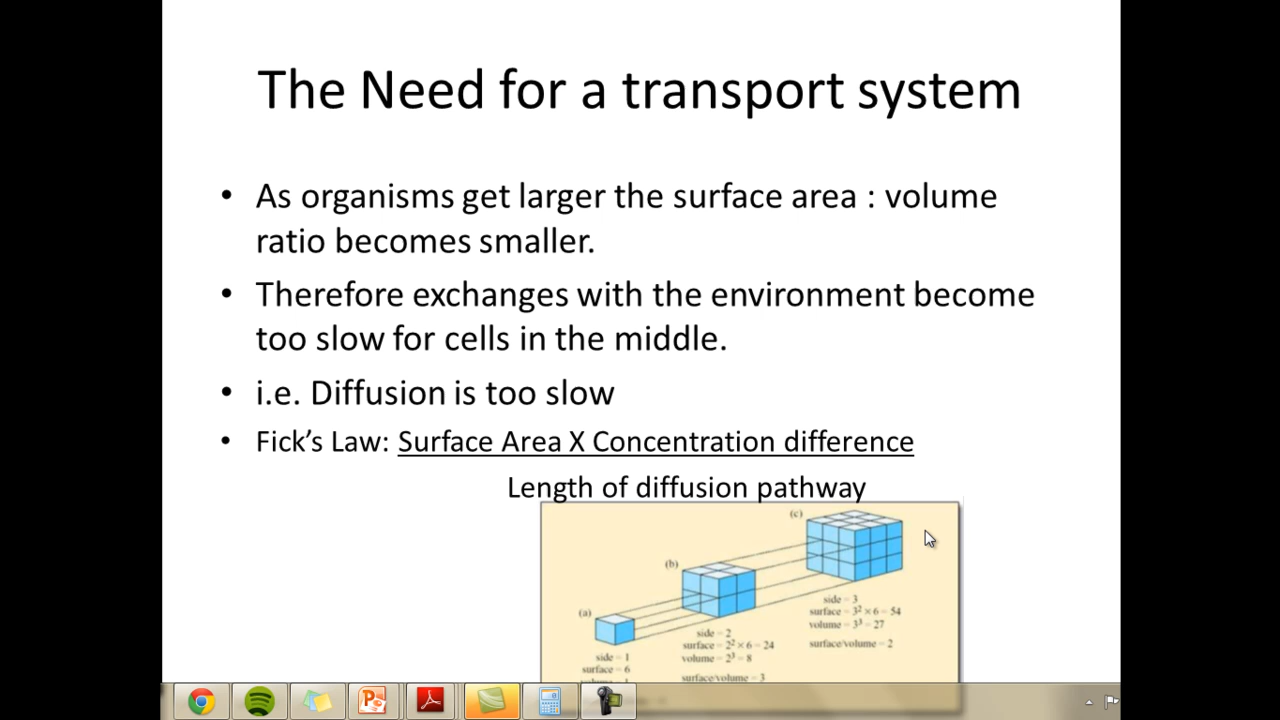 The Need for a transport system
• As organisms get larger the surface area : volume
ratio becomes smaller.
• Therefore exchanges with the environment become
too slow for cells in the middle.
• i.e. Diffusion is too slow
• Fick's Law: Surface Area X Concentration difference
Length of diffusion pathway
(a)
side = 1
surface = 6
(b)
side = 2
surface = 2² × 6 = 24
volume = 2³ = 8
surface/volume = 3
(c)
side = 3
surface = 3² × 6 = 54
volume = 3³ = 27
surface/volume = 2